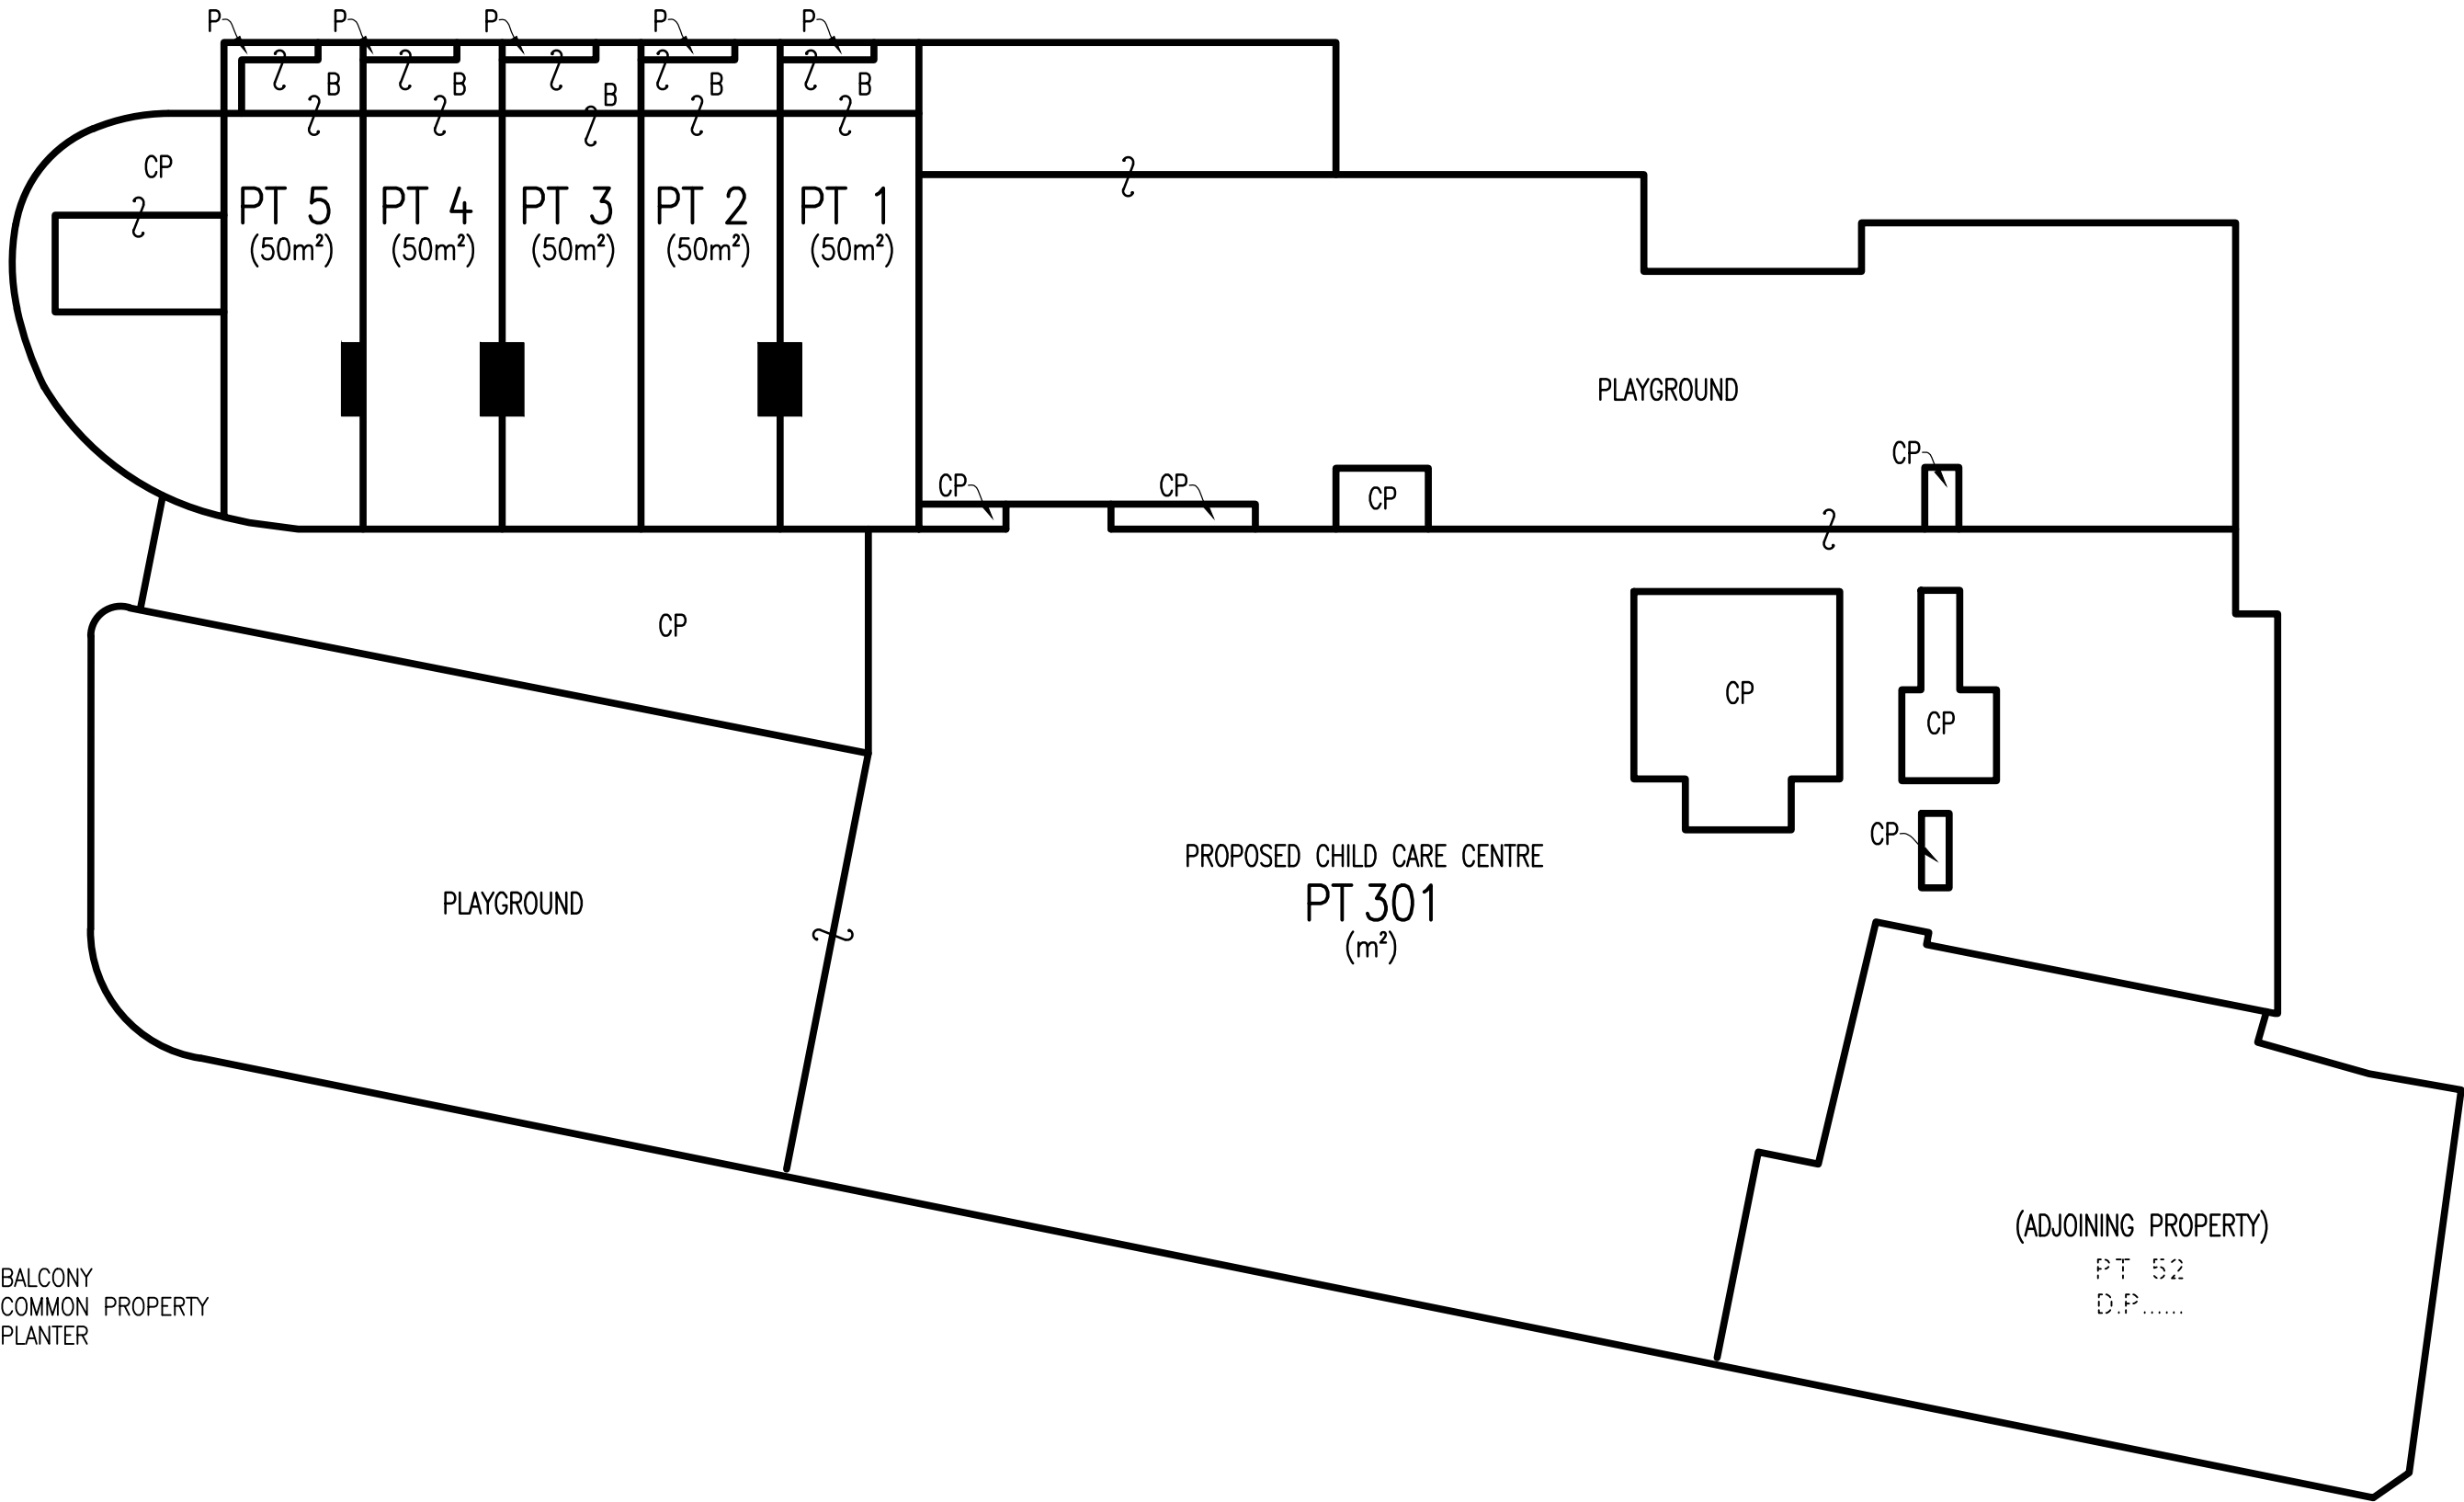 P P P P P
B B B B B
CP
PT 5 PT 4 PT 3 PT 2 PT 1
(50m²) (50m²) (50m²) (50m²) (50m²)
PLAYGROUND
CP
CP CP CP
CP
CP
CP
CP
PROPOSED CHILD CARE CENTRE
PT 301
(m²)
PLAYGROUND
(ADJOINING PROPERTY)
PT 52
D.P......
BALCONY
COMMON PROPERTY
PLANTER